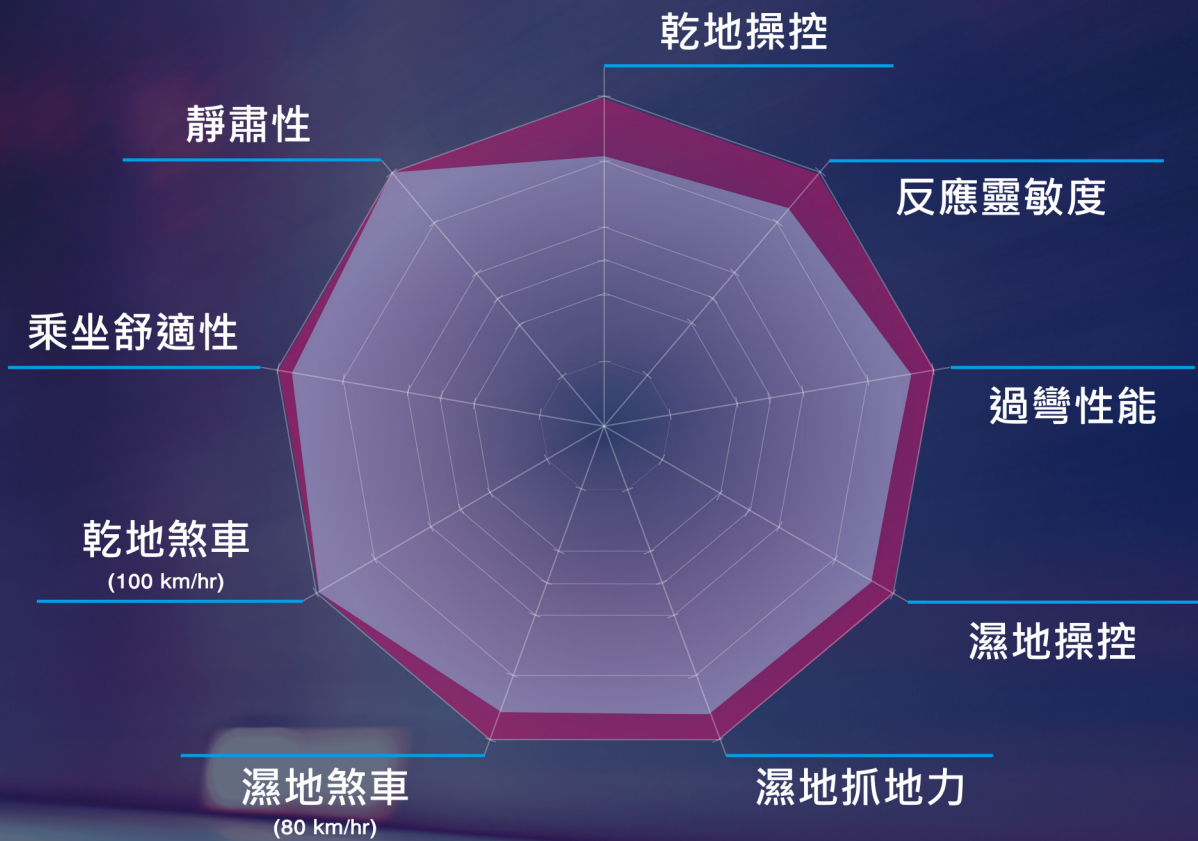 乾地操控
靜肅性
反應靈敏度
乘坐舒適性
過彎性能
乾地煞車
(100 km/hr)
濕地操控
濕地煞車
(80 km/hr)
濕地抓地力